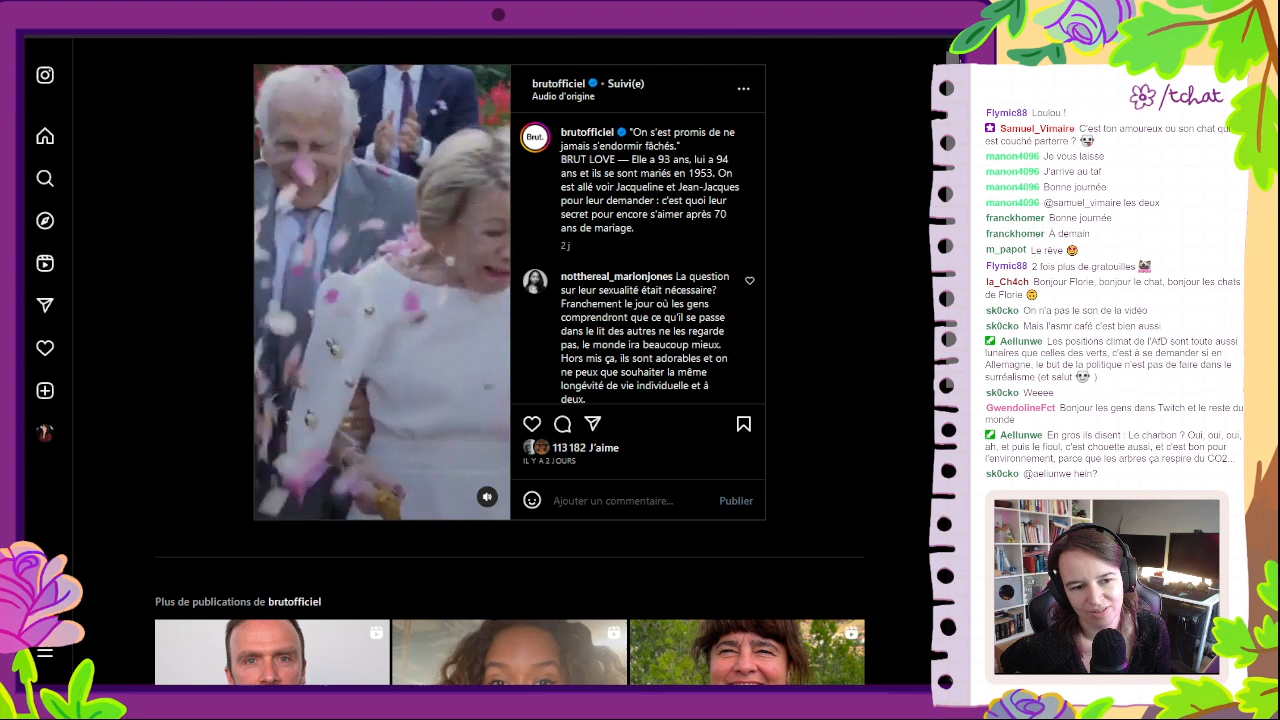 brutofficiel • Suivi(e)
Audio d'origine
Brut.
brutofficiel "On s'est promis de ne
jamais s'endormir fêchés."
BRUT LOVE — Elle a 93 ans, lui a 94
ans et ils se sont mariés en 1953. On
est allé voir Jacqueline et Jean-Jacques
pour leur demander : c'est quoi leur
secret pour encore s'aimer après 70
ans de mariage.
2 j
notthereal_marionjones La question
sur leur sexualité était nécessaire?
Franchement le jour où les gens
comprendront que ce qu'il se passe
dans le lit des autres ne les regarde
pas, le monde ira beaucoup mieux.
Hors mis ça, ils sont adorables et on
ne peux que souhaiter la même
longévité de vie individuelle et à
deux.
113 182 J'aime
IL Y A 2 JOURS
Ajouter un commentaire...
Publier
Plus de publications de brutofficiel
/tchat
Flymic88 Loulou !
Samuel_Vimaire C'est ton amoureux ou son chat qui
est couché parterre ?
manon4096 Je vous laisse
manon4096 J'arrive au taf
manon4096 Bonne journée
manon4096 @samuel_vimaire les deux
franckhomer Bonne journée
franckhomer À demain
m_papot Le rêve
Flymic88 2 fois plus de gratouilles
la_Ch4ch Bonjour Florie, bonjour le chat, bonjour les chats
de Florie
sk0cko On n'a pas le son de la vidéo
sk0cko Mais l'asmr café c'est bien aussi
Aellunwe Les positions climat de l'AfD sont toute aussi
lunaires que celles des verts, c'est à se demander si en
Allemagne, le but de la politique n'est pas de faire dans le
surréalisme (et salut )
sk0cko Weeee
GwendolineFct Bonjour les gens dans Twitch et le reste du
monde
Aellunwe En gros ils disent : Le charbon ? Oui, oui, oui,
ah, et puis le fioul, c'est chouette aussi, et c'est bon pour
l'environnement, parce que les arbres ça respire du CO2...
sk0cko @aeliunwe hein?